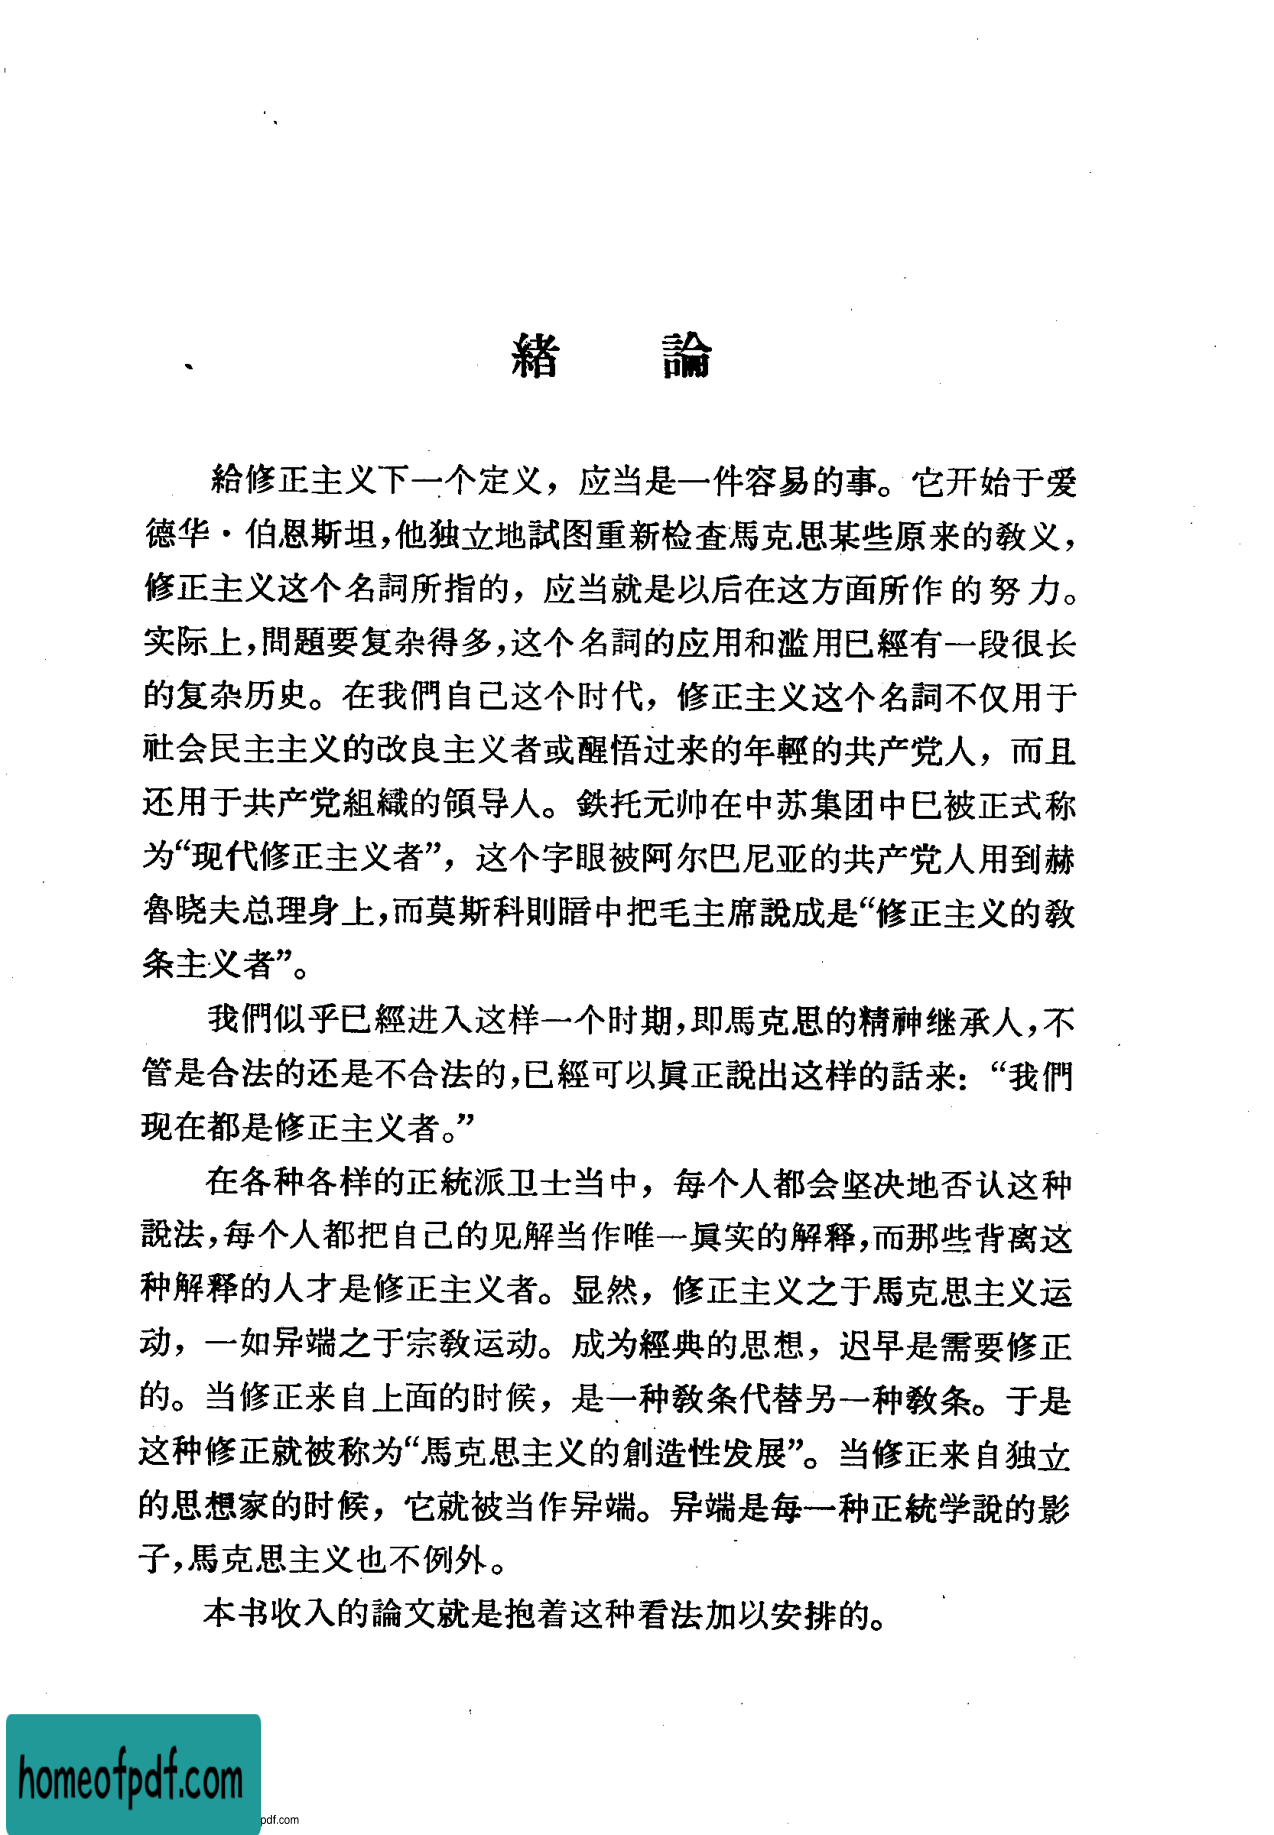 緒論
給修正主义下一个定义，应当是一件容易的事。它开始于爱
德华·伯恩斯坦，他独立地試图重新检查馬克思某些原来的敎义，
修正主义这个名詞所指的，应当就是以后在这方面所作的努力。
实际上，問題要复杂得多，这个名詞的应用和滥用已經有一段很长
的复杂历史。在我們自己这个时代，修正主义这个名詞不仅用于
社会民主主义的改良主义者或醒悟过来的年輕的共产党人，而且
还用于共产党組織的領导人。鉄托元帅在中苏集团中已被正式称
为“现代修正主义者”，这个字眼被阿尔巴尼亚的共产党人用到赫
魯晓夫总理身上，而莫斯科則暗中把毛主席說成是“修正主义的敎
条主义者”。
我們似乎已經进入这样一个时期，即馬克思的精神继承人，不
管是合法的还是不合法的，已經可以眞正說出这样的話来：“我們
现在都是修正主义者。”
在各种各样的正統派卫士当中，每个人都会坚决地否认这种
說法，每个人都把自己的见解当作唯一眞实的解释，而那些背离这
种解释的人才是修正主义者。显然，修正主义之于馬克思主义运
动，一如异端之于宗敎运动。成为經典的思想，迟早是需要修正
的。当修正来自上面的时候，是一种敎条代替另一种敎条。于是
这种修正就被称为“馬克思主义的創造性发展”。当修正来自独立
的思想家的时候，它就被当作异端。异端是每一种正統学說的影
子，馬克思主义也不例外。
本书收入的論文就是抱着这种看法加以安排的。
homeofpdf.com
pdf.com